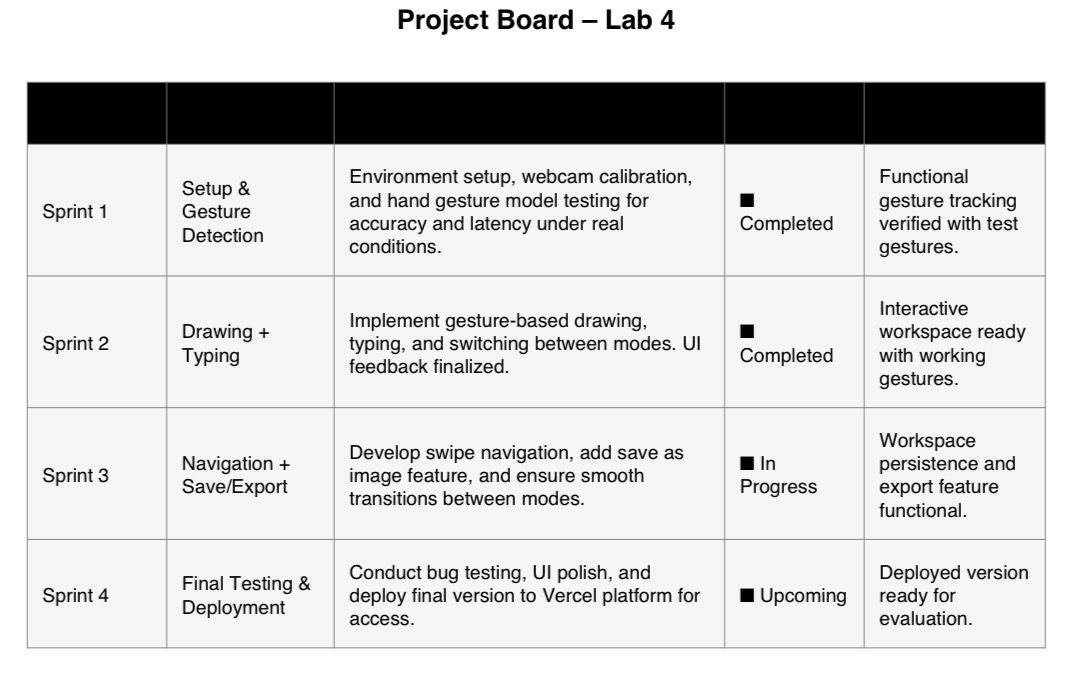 Project Board – Lab 4
Sprint 1
Setup &
Gesture
Detection
Environment setup, webcam calibration,
and hand gesture model testing for
accuracy and latency under real
conditions.
■
Completed
Functional
gesture tracking
verified with test
gestures.
Sprint 2
Drawing +
Typing
Implement gesture-based drawing,
typing, and switching between modes. UI
feedback finalized.
■
Completed
Interactive
workspace ready
with working
gestures.
Sprint 3
Navigation +
Save/Export
Develop swipe navigation, add save as
image feature, and ensure smooth
transitions between modes.
■ In
Progress
Workspace
persistence and
export feature
functional.
Sprint 4
Final Testing &
Deployment
Conduct bug testing, UI polish, and
deploy final version to Vercel platform for
access.
■ Upcoming
Deployed version
ready for
evaluation.